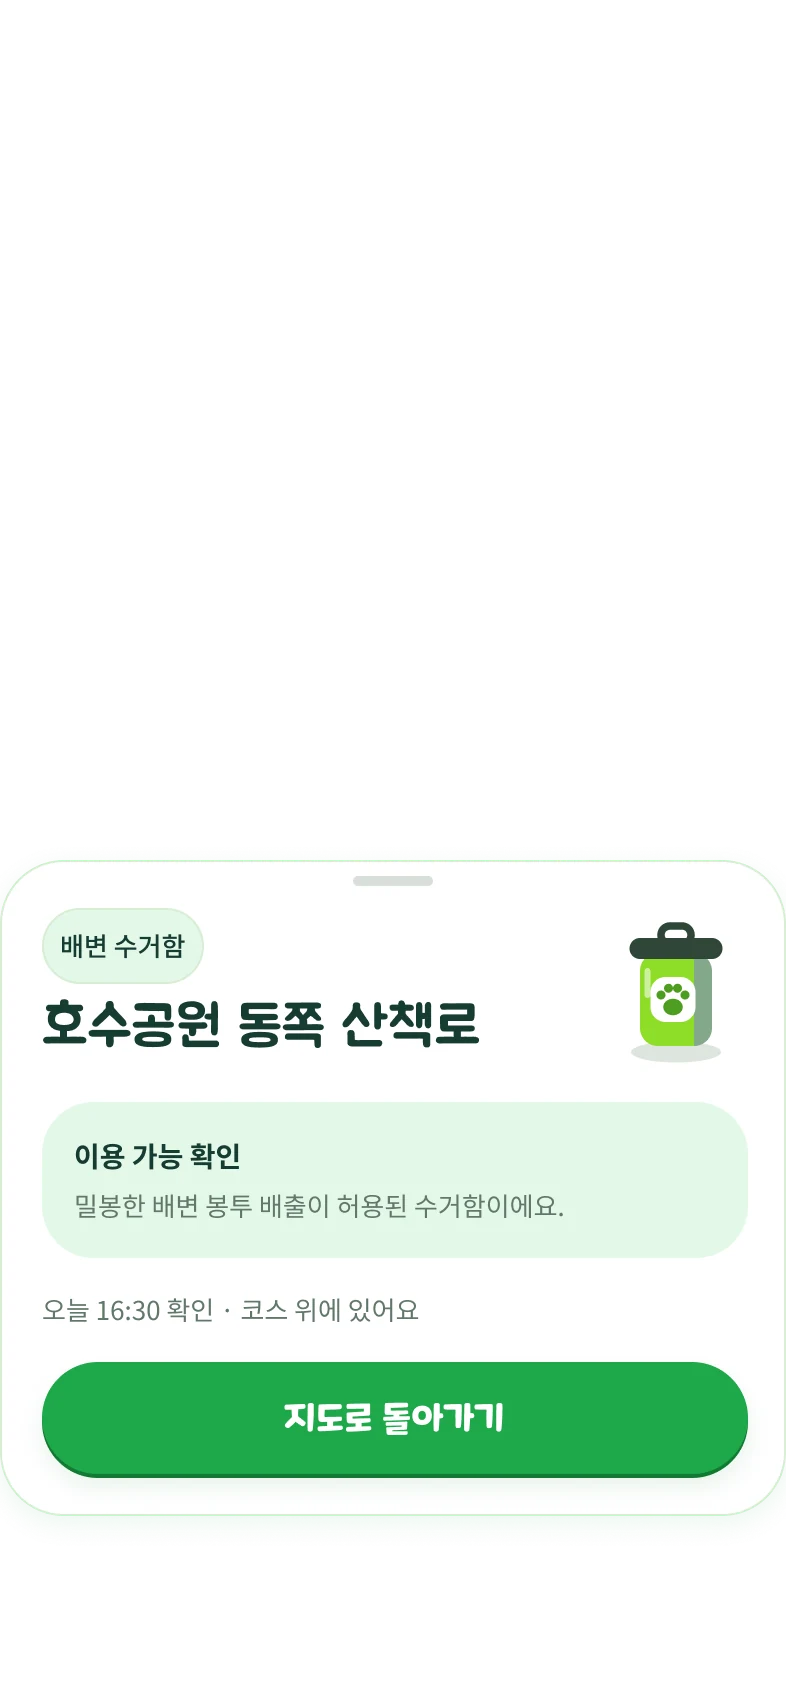 배변 수거함
호수공원 동쪽 산책로
이용 가능 확인
밀봉한 배변 봉투 배출이 허용된 수거함이에요.
오늘 16:30 확인 · 코스 위에 있어요
지도로 돌아가기